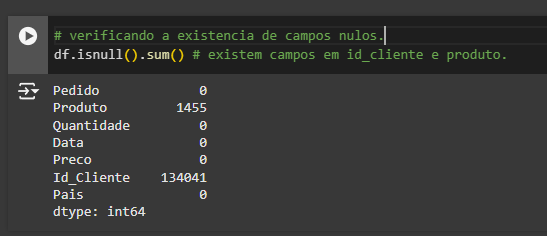 # verificando a existencia de campos nulos.
df.isnull().sum() # existem campos em id_cliente e produto.
Pedido 0
Produto 1455
Quantidade 0
Data 0
Preco 0
Id_Cliente 134041
Pais 0
dtype: int64